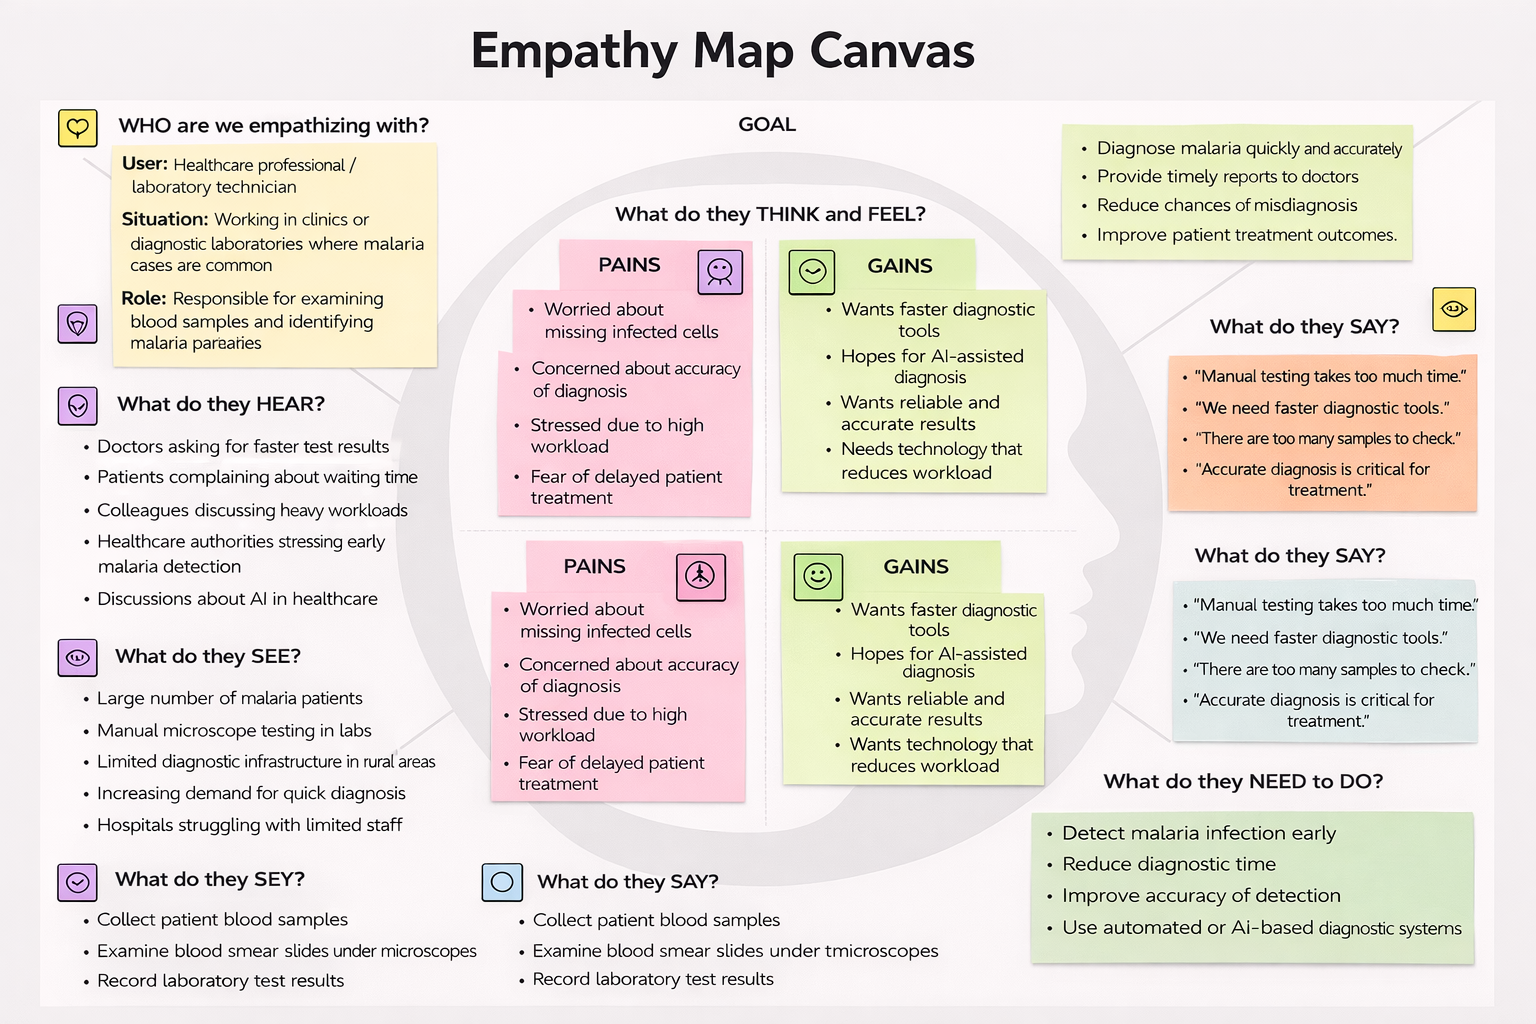 Empathy Map Canvas
WHO are we empathizing with?
User: Healthcare professional /
laboratory technician
Situation: Working in clinics or
diagnostic laboratories where malaria
cases are common
Role: Responsible for examining
blood samples and identifying
malaria
What do they HEAR?
• Doctors asking for faster test results
• Patients complaining about waiting time
• Colleagues discussing heavy workloads
• Healthcare authorities stressing early
malaria detection
• Discussions about AI in healthcare
What do they SEE?
• Large number of malaria patients
• Manual microscope testing in labs
• Limited diagnostic infrastructure in rural areas
• Increasing demand for quick diagnosis
• Hospitals struggling with limited staff
What do they SEY?
• Collect patient blood samples
• Examine blood smear slides under microscopes
• Record laboratory test results
GOAL
What do they THINK and FEEL?
PAINS
• Worried about
missing infected cells
• Concerned about accuracy
of diagnosis
• Stressed due to high
workload
• Fear of delayed patient
treatment
GAINS
• Wants faster diagnostic
tools
• Hopes for AI-assisted
diagnosis
• Wants reliable and
accurate results
• Needs technology that
reduces workload
PAINS
• Worried about
missing infected cells
• Concerned about accuracy
of diagnosis
• Stressed due to high
workload
• Fear of delayed patient
treatment
GAINS
• Wants faster diagnostic
tools
• Hopes for AI-assisted
diagnosis
• Wants reliable and
accurate results
• Wants technology that
reduces workload
What do they SAY?
• Collect patient blood samples
• Examine blood smear slides under tmicroscopes
• Record laboratory test results
• Diagnose malaria quickly and accurately
• Provide timely reports to doctors
• Reduce chances of misdiagnosis
• Improve patient treatment outcomes.
What do they SAY?
• "Manual testing takes too much time."
• "We need faster diagnostic tools."
• "There are too many samples to check."
• "Accurate diagnosis is critical for
treatment."
What do they SAY?
• "Manual testing takes too much time."
• "We need faster diagnostic tools."
• "There are too many samples to check."
• "Accurate diagnosis is critical for
treatment."
What do they NEED to DO?
• Detect malaria infection early
• Reduce diagnostic time
• Improve accuracy of detection
• Use automated or Ai-based diagnostic systems